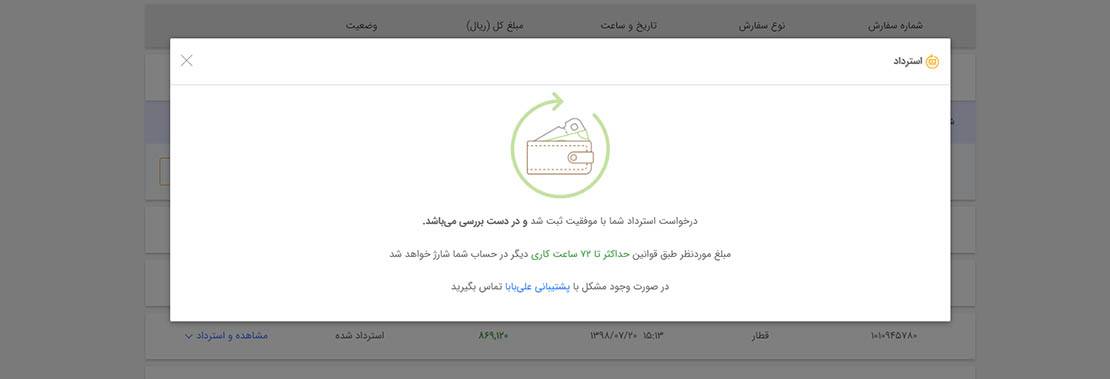 شماره سفارش نوع سفارش تاریخ و ساعت مبلغ کل (ریال) وضعیت
استرداد
درخواست استرداد شما با موفقیت ثبت شد و در دست بررسی می‌باشد.
مبلغ موردنظر طبق قوانین حداکثر تا ۷۲ ساعت کاری دیگر در حساب شما شارژ خواهد شد
در صورت وجود مشکل با پشتیبانی علی‌بابا تماس بگیرید
۱۰۱۰۹۴۵۷۸۰ قطار ۱۵:۱۳ ۱۳۹۸/۰۷/۲۰ ۸۶۹,۱۲۰ استرداد شده مشاهده و استرداد